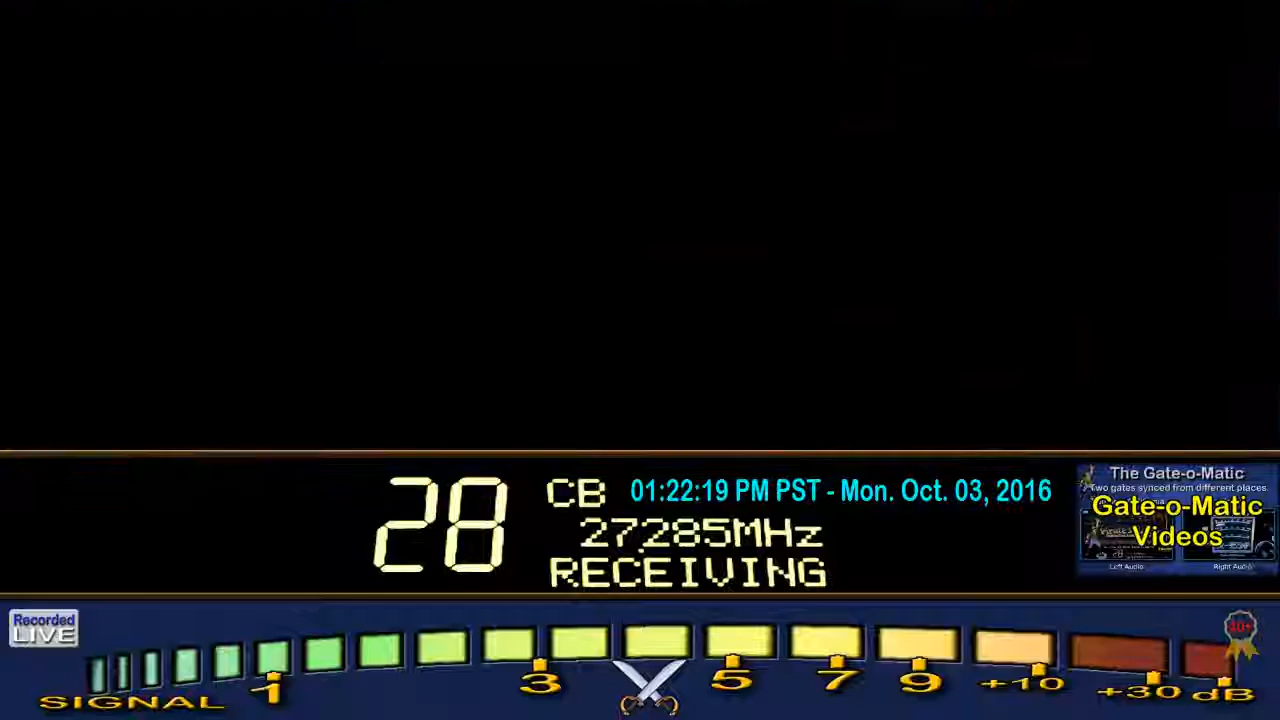 The Gate-o-Matic
Two gates synced from different places.
Gate-o-Matic
Videos
Left Audio
Right Audio
28
CB
01:22:19 PM PST - Mon. Oct. 03, 2016
27.285MHz
RECEIVING
Recorded
LIVE
SIGNAL
1
3
5
7
9
+10
+30 dB